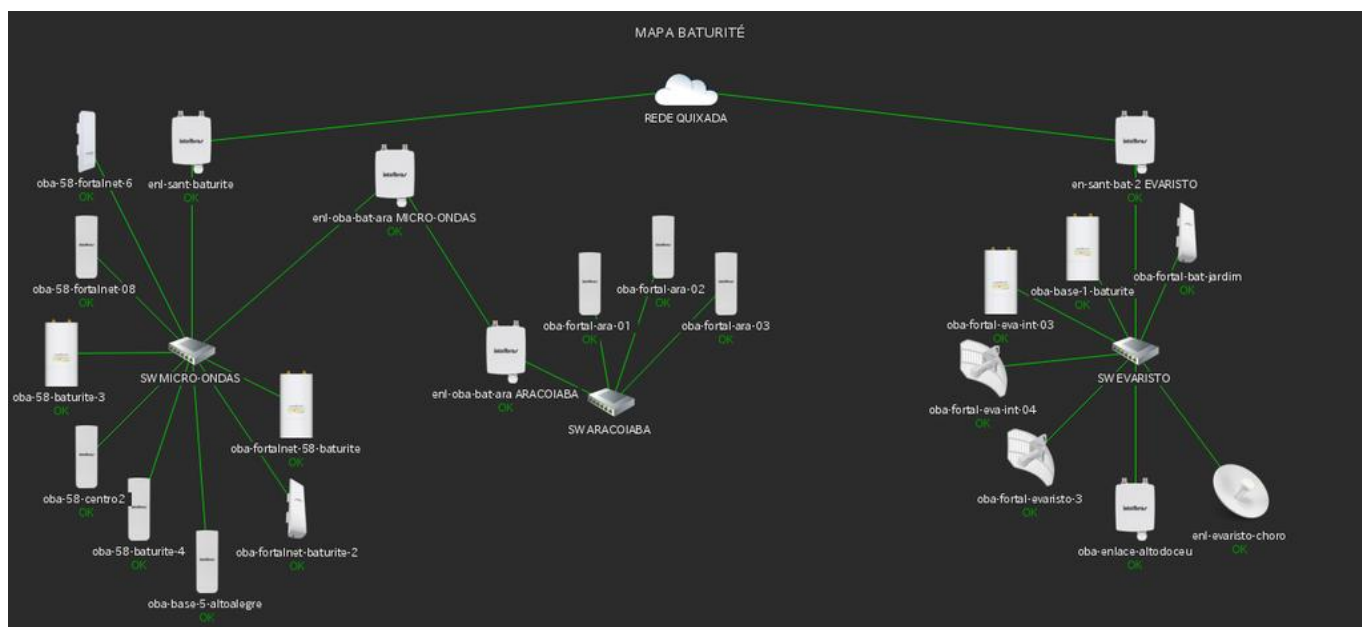 MAPA BATURITÉ
REDE QUIXADA
oba-58-fortalnet-6
OK
enl-sant-baturite
OK
enl-oba-bat-ara MICRO-ONDAS
OK
en-sant-bat-2 EVARISTO
OK
oba-58-fortalnet-08
OK
oba-fortal-ara-02
OK
oba-fortal-bat-jardim
OK
oba-base-1-baturite
OK
oba-fortal-ara-01
OK
oba-fortal-ara-03
OK
oba-fortal-eva-int-03
OK
SW MICRO-ONDAS
SW EVARISTO
oba-58-baturite-3
OK
enl-oba-bat-ara ARACOIABA
OK
oba-fortal-eva-int-04
OK
SW ARACOIABA
oba-fortalnet-58-baturite
OK
oba-58-centro2
OK
oba-fortal-evaristo-3
OK
enl-evaristo-choro
OK
oba-58-baturite-4
OK
oba-fortalnet-baturite-2
OK
oba-enlace-altodoceu
OK
oba-base-5-altoalegre
OK